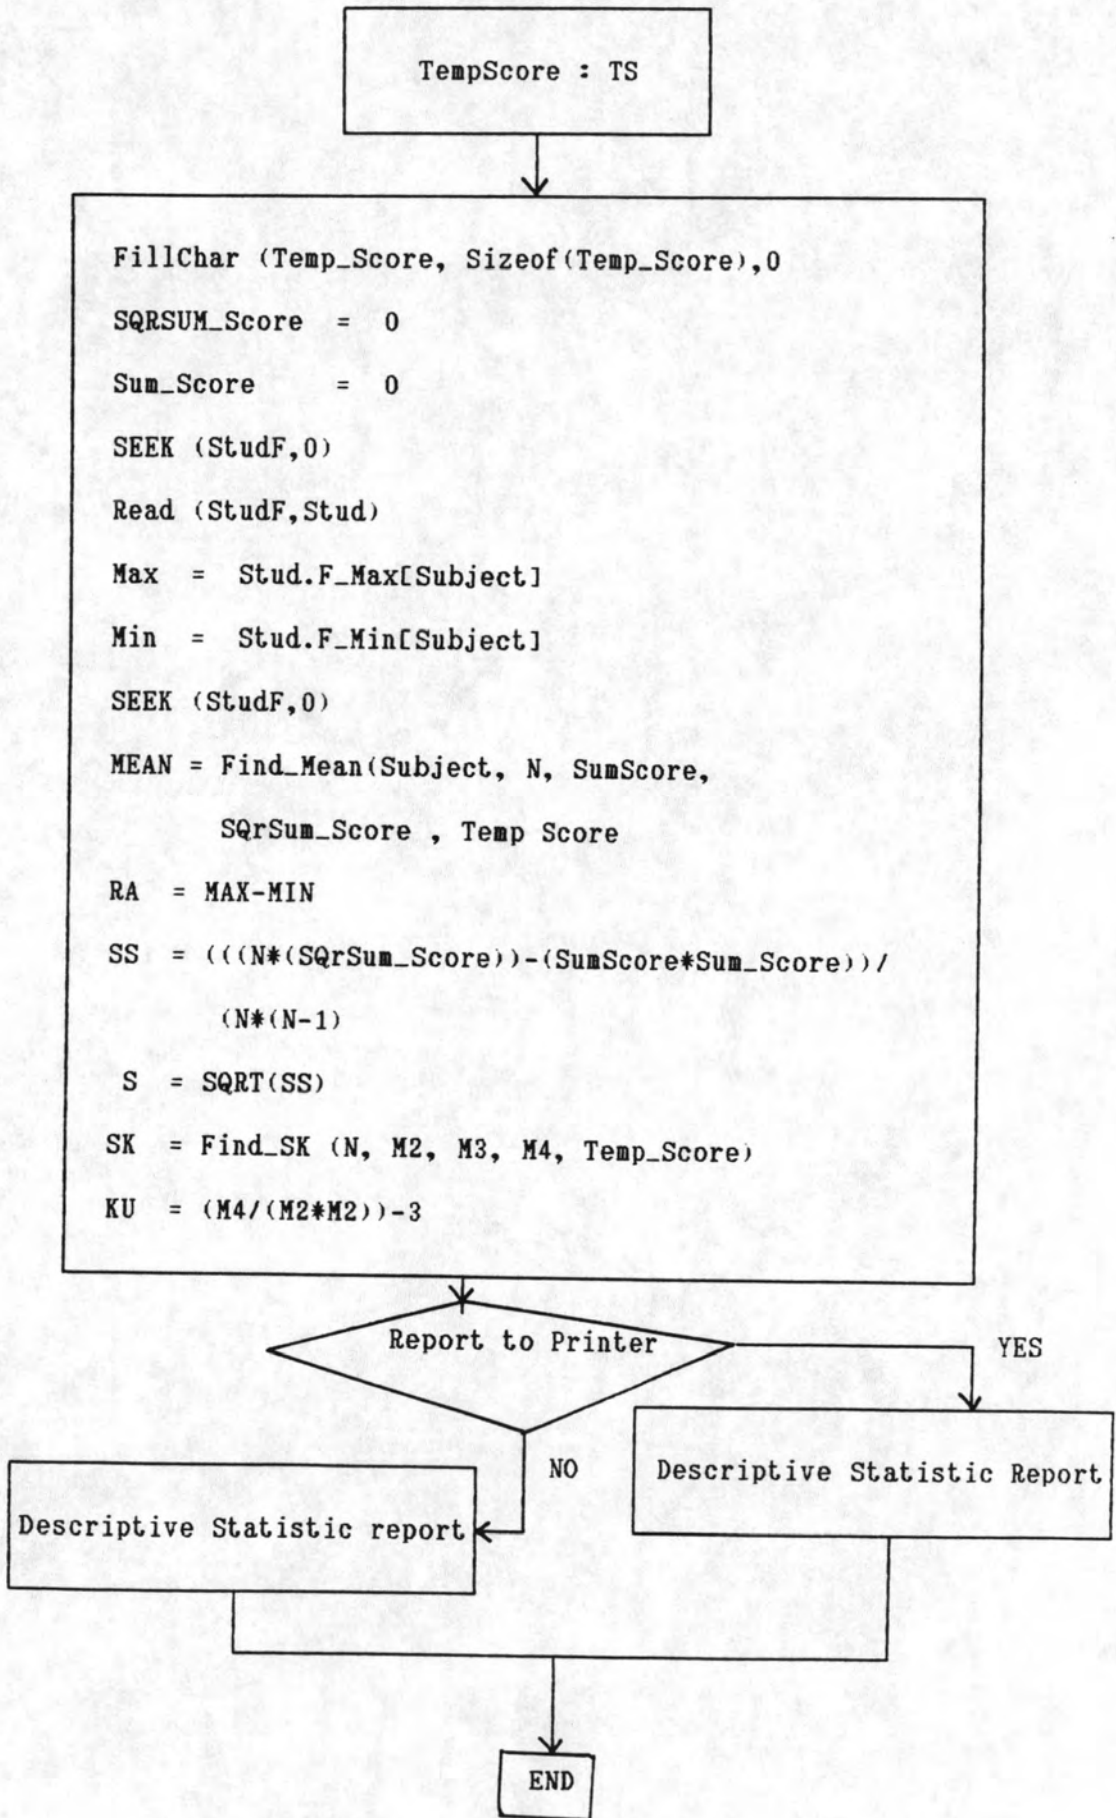 TempScore : TS
FillChar (Temp_Score, Sizeof(Temp_Score),0
SQRSUM_Score = 0
Sum_Score = 0
SEEK (StudF,0)
Read (StudF,Stud)
Max = Stud.F_Max[Subject]
Min = Stud.F_Min[Subject]
SEEK (StudF,0)
MEAN = Find_Mean(Subject, N, SumScore,
SQrSum_Score , Temp Score
RA = MAX-MIN
SS = (((N*(SQrSum_Score))-(SumScore*Sum_Score))/
(N*(N-1)
S = SQRT(SS)
SK = Find_SK (N, M2, M3, M4, Temp_Score)
KU = (M4/(M2*M2))-3
Report to Printer
YES
NO
Descriptive Statistic Report
Descriptive Statistic report
END